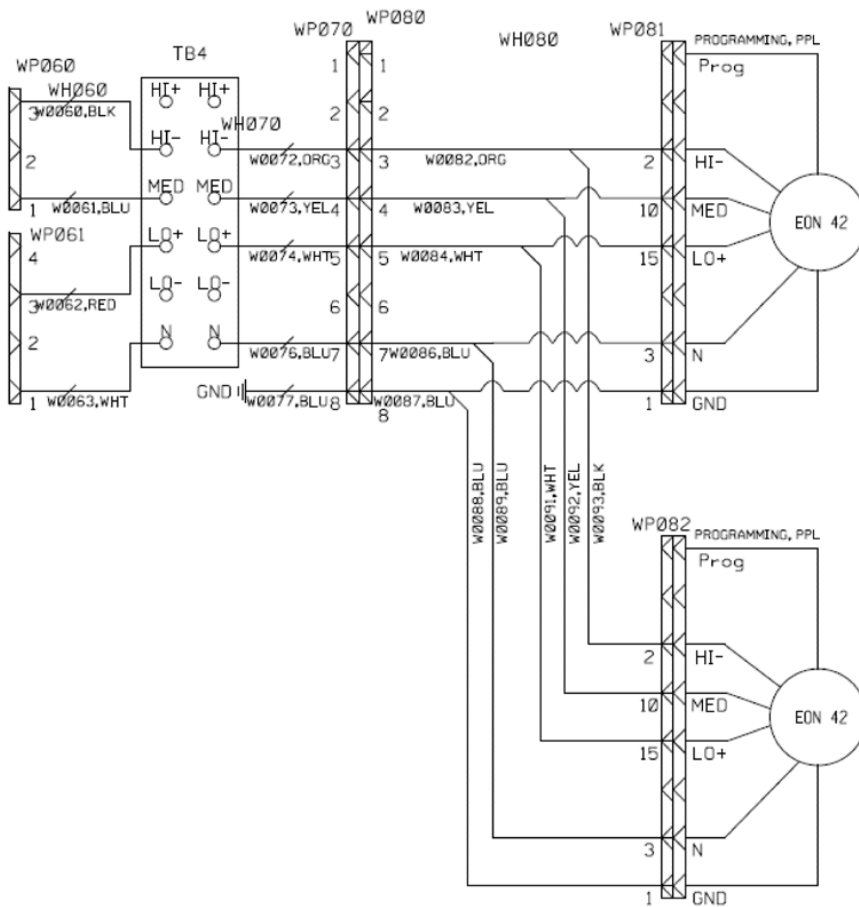 WP060
WH060
3
W0060,BLK
2
1
W0061,BLU
WP061
4
3
W0062,RED
2
1
W0063,WHT
TB4
HI+ HI+
HI- HI-
MED MED
LO+ LO+
LO- LO-
N N
WH070
GND
WP070
WP080
1 1
2 2
W0072,ORG 3 3 W0082,ORG
W0073,YEL 4 4 W0083,YEL
W0074,WHT 5 5 W0084,WHT
6 6
W0076,BLU 7 7 W0086,BLU
W0077,BLU 8 8 W0087,BLU
WH080
WP081
PROGRAMMING, PPL
Prog
2 HI-
10 MED
15 LO+
3 N
1 GND
EON 42
W0088,BLU
W0089,BLU
W0091,WHT
W0092,YEL
W0093,BLK
WP082
PROGRAMMING, PPL
Prog
2 HI-
10 MED
15 LO+
3 N
1 GND
EON 42